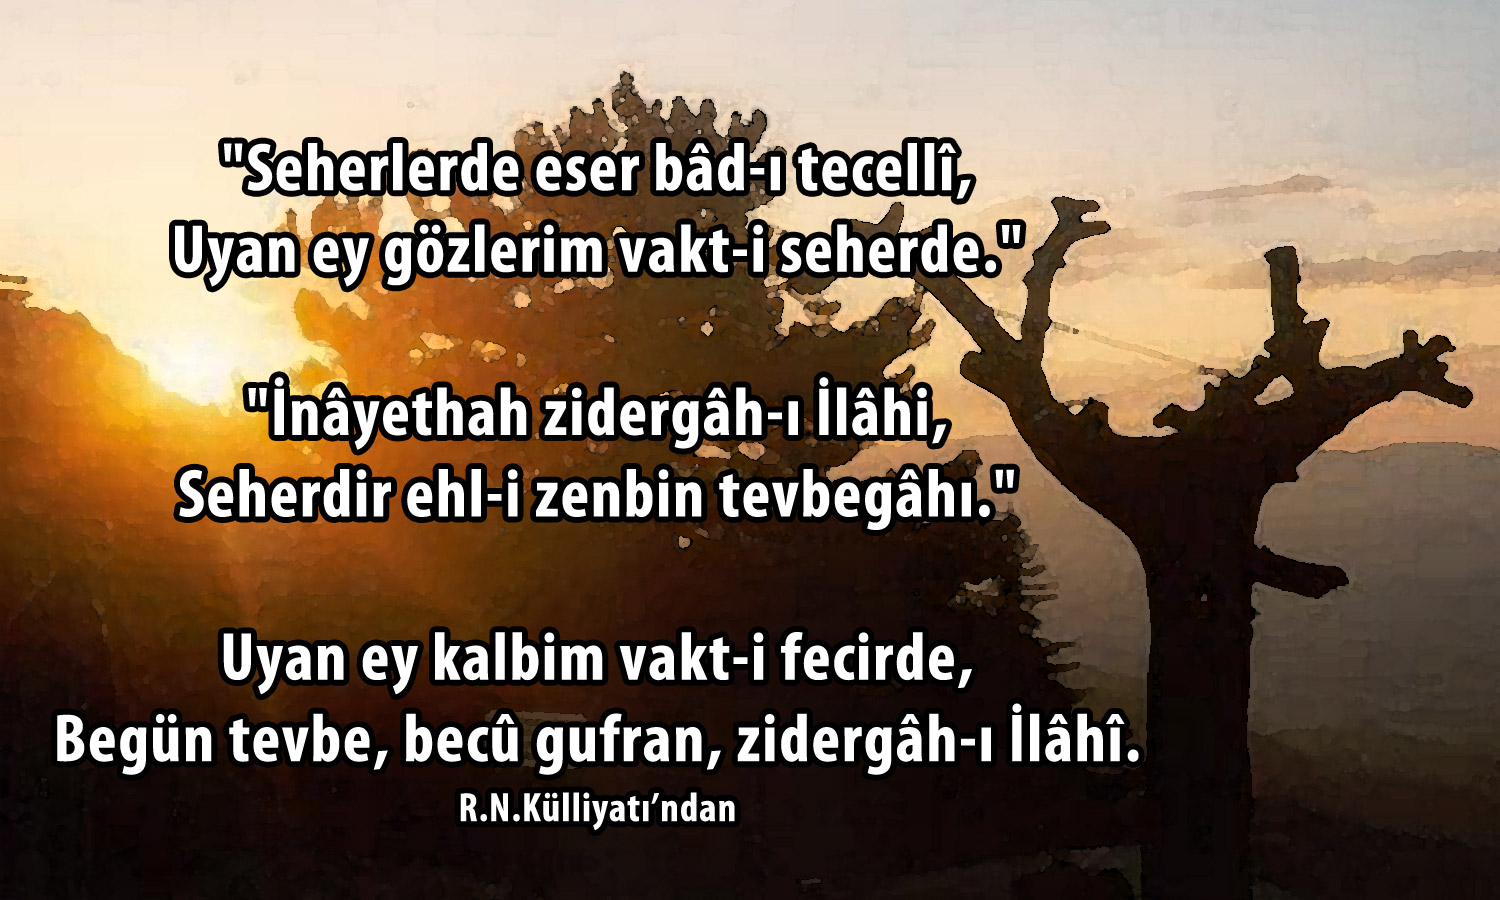 "Seherlerde eser bâd-ı tecellî,
Uyan ey gözlerim vakt-i seherde."
"İnâyethah zidergâh-ı İlâhi,
Seherdir ehl-i zenbin tevbegâhı."
Uyan ey kalbim vakt-i fecirde,
Begün tevbe, becû gufran, zidergâh-ı İlâhî.
R.N.Külliyatı’ndan